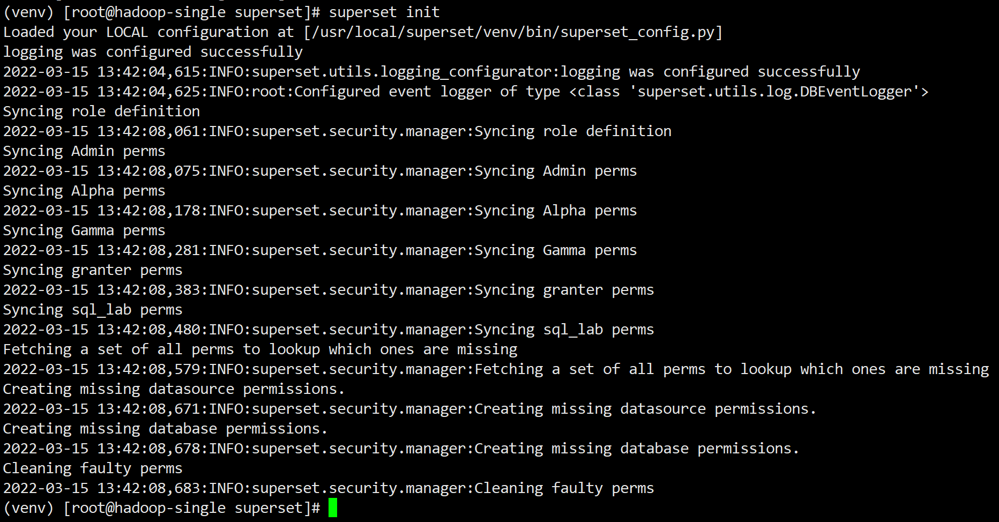 (venv) [root@hadoop-single superset]# superset init
Loaded your LOCAL configuration at [/usr/local/superset/venv/bin/superset_config.py]
logging was configured successfully
2022-03-15 13:42:04,615:INFO:superset.utils.logging_configurator:logging was configured successfully
2022-03-15 13:42:04,625:INFO:root:Configured event logger of type <class 'superset.utils.log.DBEventLogger'>
Syncing role definition
2022-03-15 13:42:08,061:INFO:superset.security.manager:Syncing role definition
Syncing Admin perms
2022-03-15 13:42:08,075:INFO:superset.security.manager:Syncing Admin perms
Syncing Alpha perms
2022-03-15 13:42:08,178:INFO:superset.security.manager:Syncing Alpha perms
Syncing Gamma perms
2022-03-15 13:42:08,281:INFO:superset.security.manager:Syncing Gamma perms
Syncing granter perms
2022-03-15 13:42:08,383:INFO:superset.security.manager:Syncing granter perms
Syncing sql_lab perms
2022-03-15 13:42:08,480:INFO:superset.security.manager:Syncing sql_lab perms
Fetching a set of all perms to lookup which ones are missing
2022-03-15 13:42:08,579:INFO:superset.security.manager:Fetching a set of all perms to lookup which ones are missing
Creating missing datasource permissions.
2022-03-15 13:42:08,671:INFO:superset.security.manager:Creating missing datasource permissions.
Creating missing database permissions.
2022-03-15 13:42:08,678:INFO:superset.security.manager:Creating missing database permissions.
Cleaning faulty perms
2022-03-15 13:42:08,683:INFO:superset.security.manager:Cleaning faulty perms
(venv) [root@hadoop-single superset]#